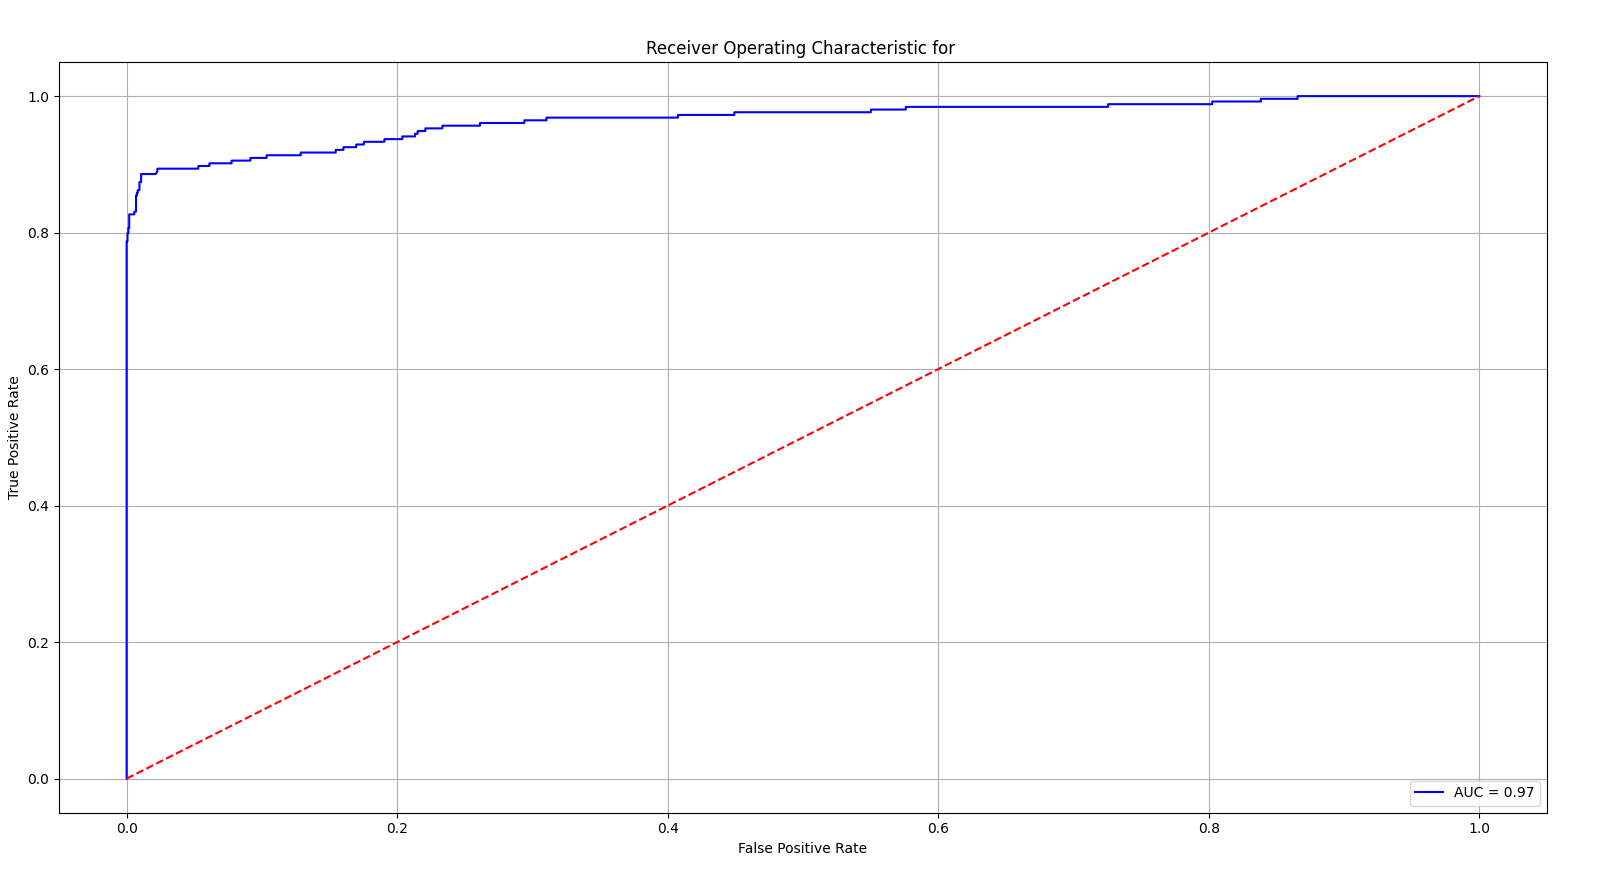 Receiver Operating Characteristic for
1.0
0.8
0.6
0.4
0.2
0.0
True Positive Rate
AUC = 0.97
0.0 0.2 0.4 0.6 0.8 1.0
False Positive Rate